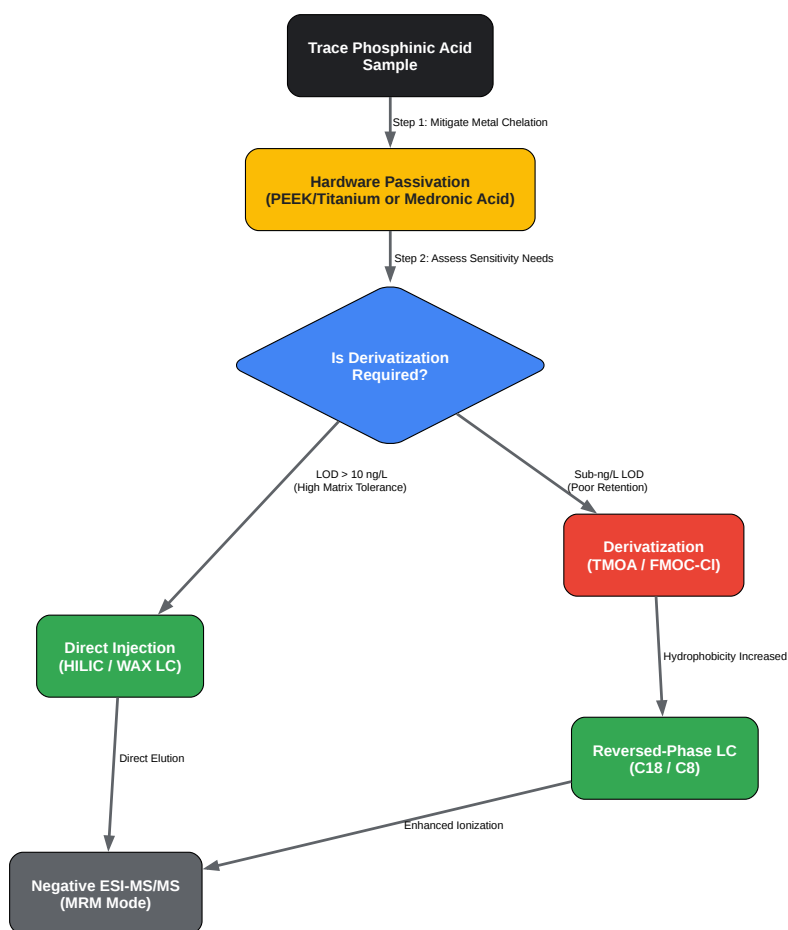 Trace Phosphinic Acid
Sample
Step 1: Mitigate Metal Chelation
Hardware Passivation
(PEEK/Titanium or Medronic Acid)
Step 2: Assess Sensitivity Needs
Is Derivatization
Required?
LOD > 10 ng/L
(High Matrix Tolerance)
Sub-ng/L LOD
(Poor Retention)
Derivatization
(TMOA / FMOC-Cl)
Direct Injection
(HILIC / WAX LC)
Hydrophobicity Increased
Reversed-Phase LC
(C18 / C8)
Direct Elution
Enhanced Ionization
Negative ESI-MS/MS
(MRM Mode)